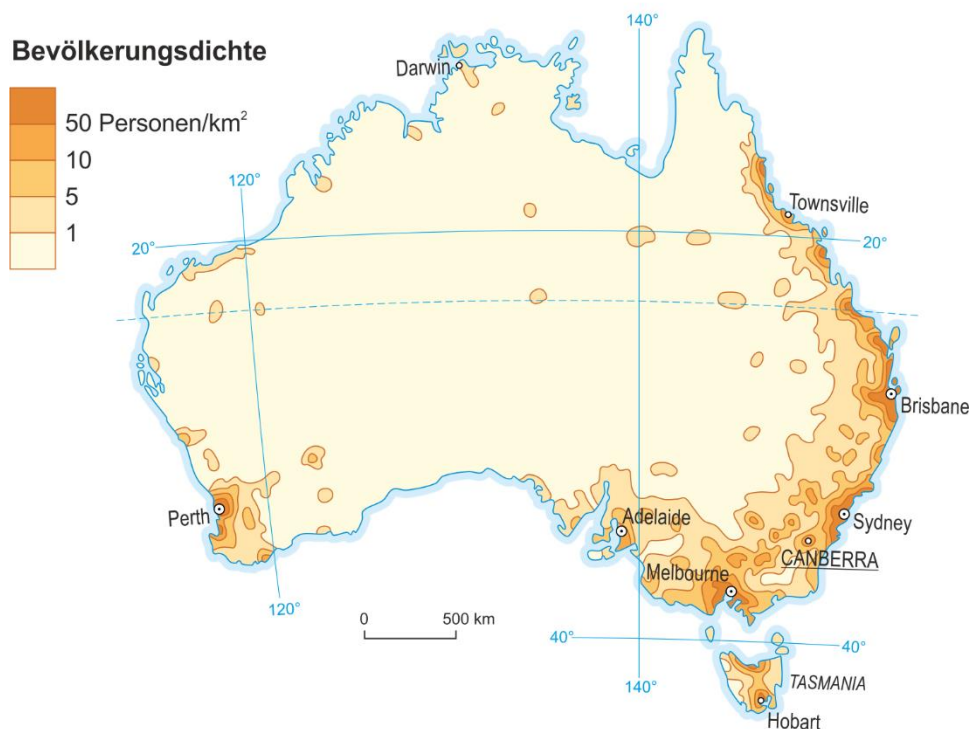 Bevölkerungsdichte
50 Personen/km²
10
5
1
140°
Darwin
120°
Townsville
20°
20°
Brisbane
Perth
Adelaide
Sydney
CANBERRA
Melbourne
120°
0 500 km
40°
40°
140°
TASMANIA
Hobart